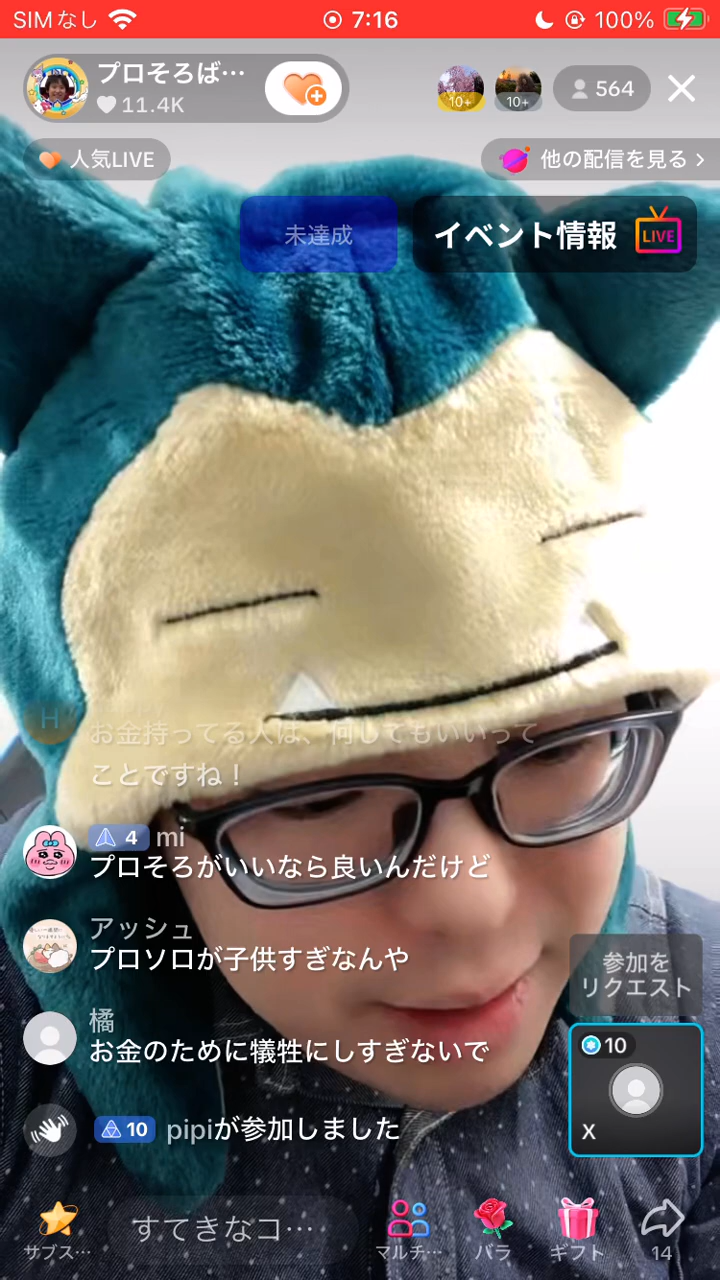 SIMなし 7:16 100%
プロそろば…
11.4K
10+
10+
564
人気LIVE
他の配信を見る
未達成
イベント情報 LIVE
H
お金持ってる人は、何してもいいって
ことですね！
4 mi
プロそろがいいなら良いんだけど
アッシュ
プロソロが子供すぎなんや
参加を
リクエスト
橘
お金のために犠牲にしすぎないで
10
X
10 pipiが参加しました
すてきなコ…
サブス…
マルチ…
バラ
ギフト
14